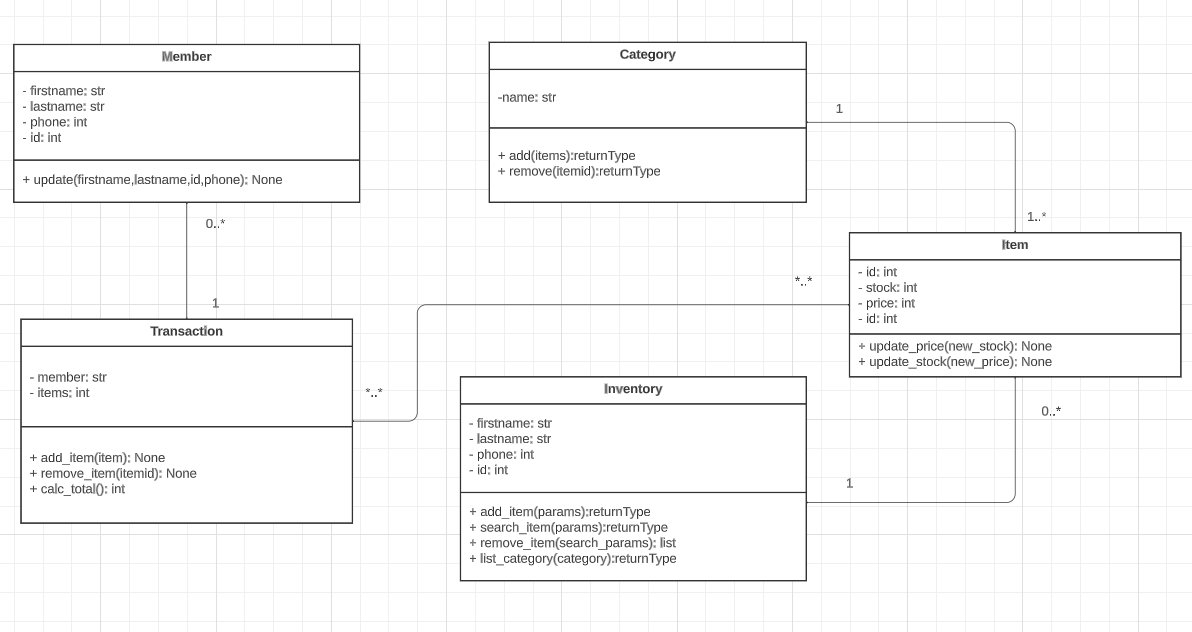 Member
- firstname: str
- lastname: str
- phone: int
- id: int
+ update(firstname,lastname,id,phone): None
0..*
1
Category
-name: str
+ add(items):returnType
+ remove(itemid):returnType
1
1..*
Item
- id: int
- stock: int
- price: int
- id: int
+ update_price(new_stock): None
+ update_stock(new_price): None
*..*
0..*
Transaction
- member: str
- items: int
+ add_item(item): None
+ remove_item(itemid): None
+ calc_total(): int
*..*
Inventory
- firstname: str
- lastname: str
- phone: int
- id: int
+ add_item(params):returnType
+ search_item(params):returnType
+ remove_item(search_params): list
+ list_category(category):returnType
1